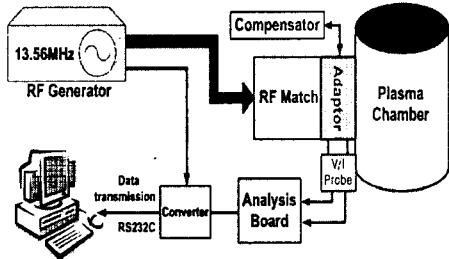 13.56MHz
RF Generator
Compensator
RF Match
Adaptor
Plasma
Chamber
V/I
Probe
Data
transmission
RS232C
Converter
Analysis
Board